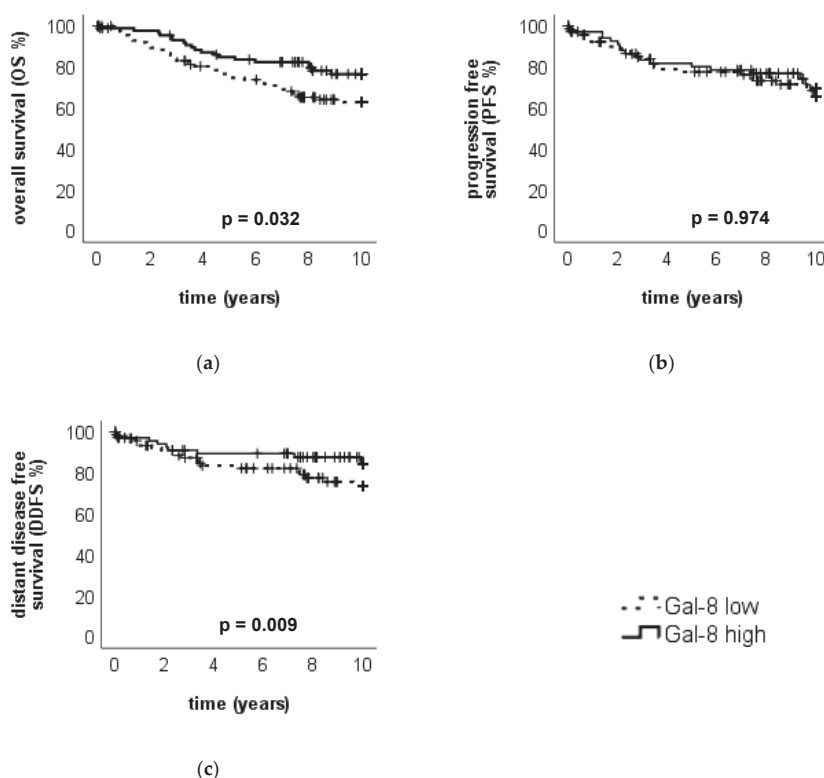 overall survival (OS %)
100
80
60
40
20
0
p = 0.032
0 2 4 6 8 10
time (years)
(a)
progression free
survival (PFS %)
100
80
60
40
20
0
p = 0.974
0 2 4 6 8 10
time (years)
(b)
distant disease free
survival (DDFS %)
100
80
60
40
20
0
p = 0.009
0 2 4 6 8 10
time (years)
(c)
Gal-8 low
Gal-8 high